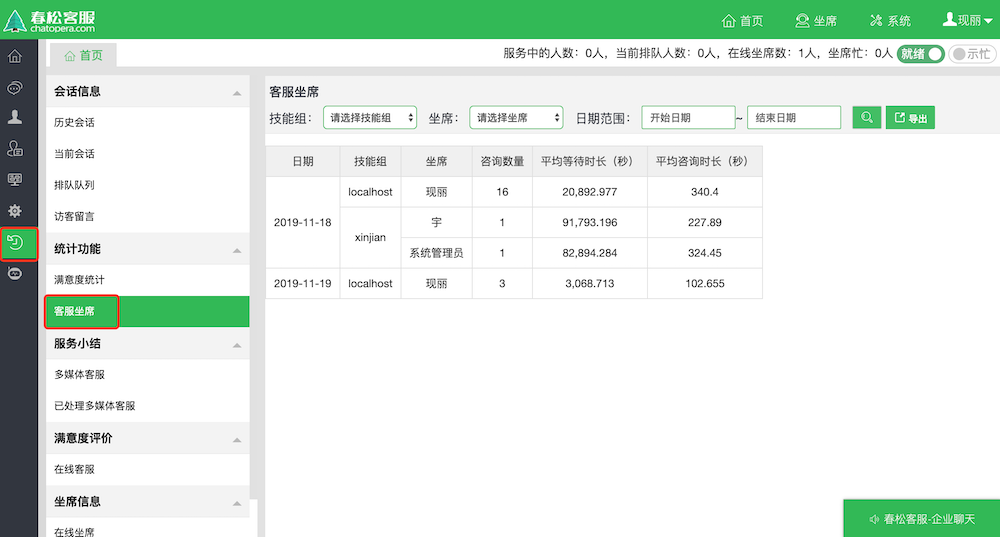 春松客服
chatopera.com
首页 坐席 系统 现丽
首页
服务中的人数：0人，当前排队人数：0人，在线坐席数：1人，坐席忙：0人 就绪 示忙
会话信息
历史会话
当前会话
排队队列
访客留言
统计功能
满意度统计
客服坐席
服务小结
多媒体客服
已处理多媒体客服
满意度评价
在线客服
坐席信息
在线坐席
客服坐席
技能组： 请选择技能组 坐席： 请选择坐席 日期范围： 开始日期 ~ 结束日期 导出
日期 技能组 坐席 咨询数量 平均等待时长（秒） 平均咨询时长（秒）
2019-11-18 localhost 现丽 16 20,892.977 340.4
xinjian 宇 1 91,793.196 227.89
系统管理员 1 82,894.284 324.45
2019-11-19 localhost 现丽 3 3,068.713 102.655
春松客服-企业聊天